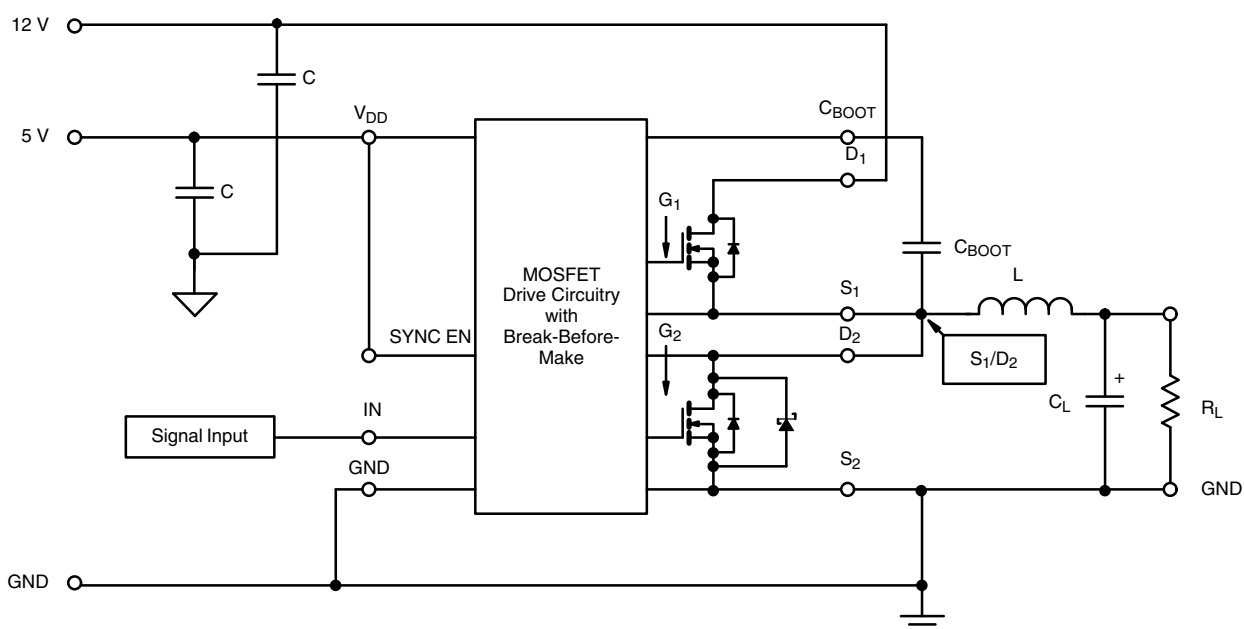 12 V
C
C_BOOT
V_DD
5 V
D_1
C
G_1
C_BOOT
MOSFET
Drive Circuitry
with
Break-Before-
Make
L
S_1
SYNC EN
G_2
D_2
S_1/D_2
+
C_L
R_L
IN
Signal Input
GND
S_2
GND
GND